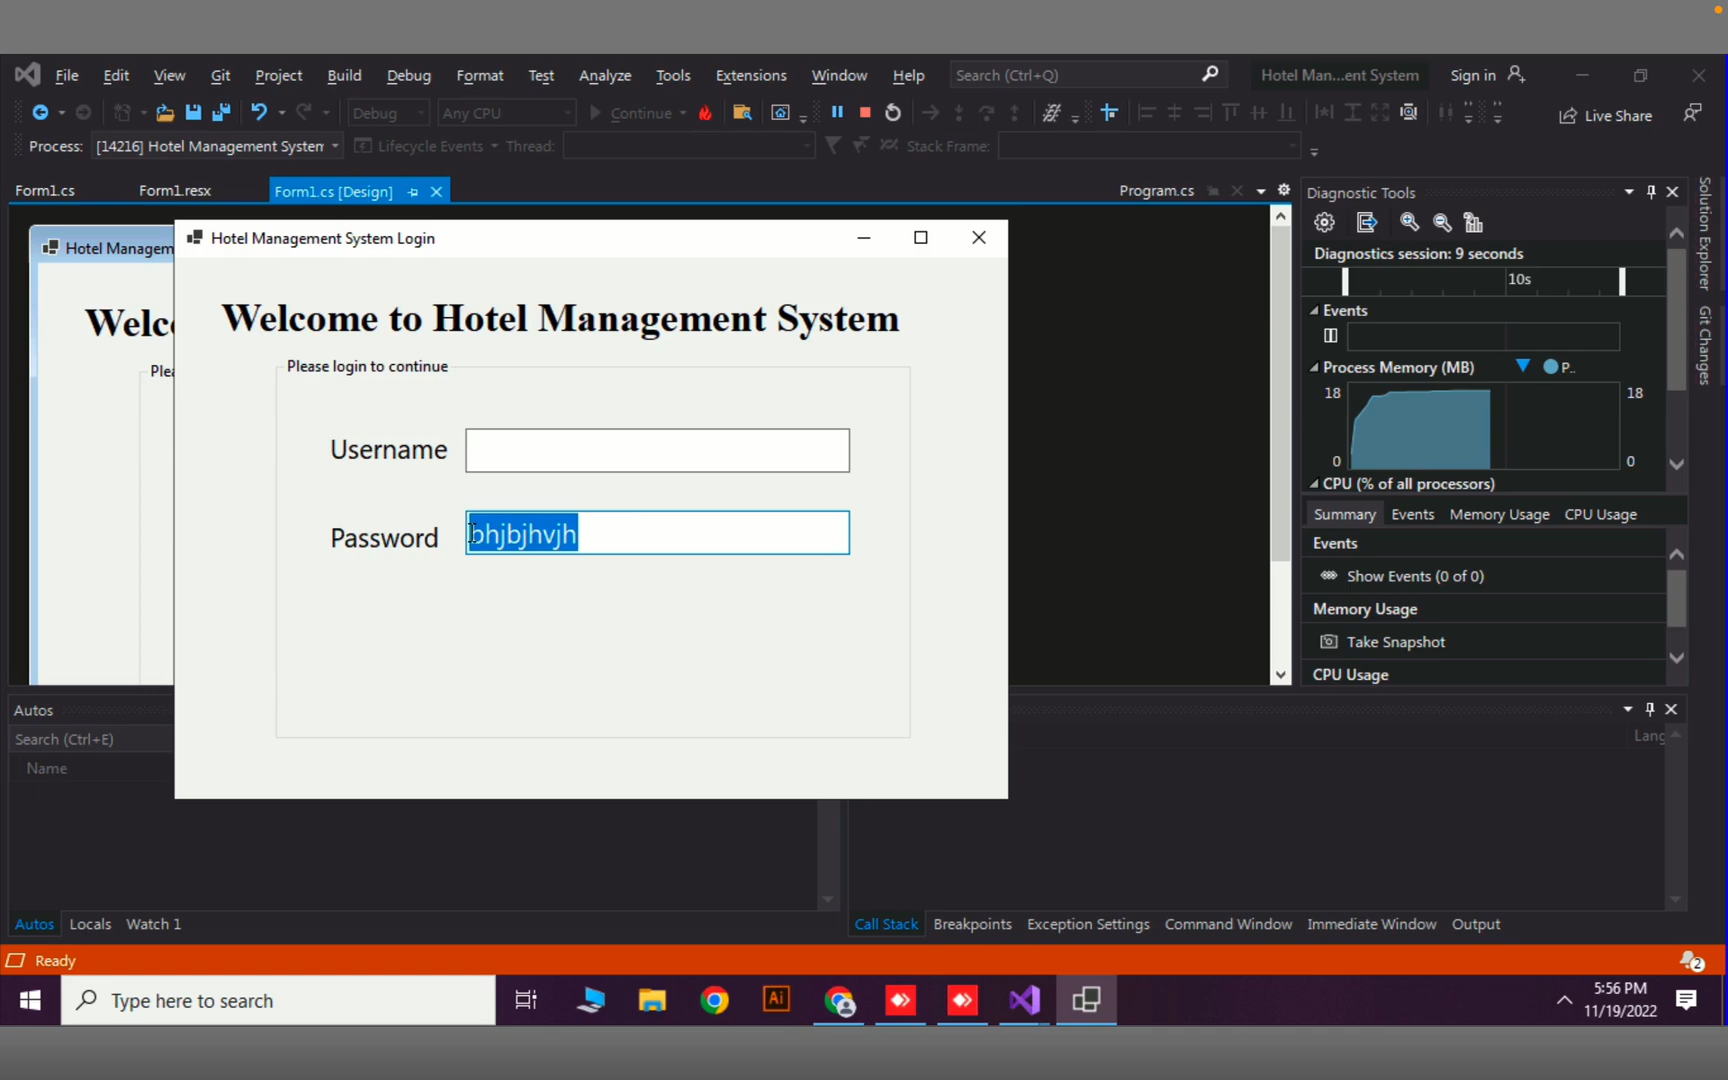 File Edit View Git Project Build Debug Format Test Analyze Tools Extensions Window Help Search (Ctrl+Q) Hotel Man...ent System Sign in
Debug Any CPU Continue Live Share
Process: [14216] Hotel Management System Lifecycle Events Thread: Stack Frame:
Form1.cs Form1.resx Form1.cs [Design] Program.cs
Diagnostic Tools
Solution Explorer
Git Changes
Hotel Managem
Welc
Plea
Hotel Management System Login
Welcome to Hotel Management System
Please login to continue
Username
Password bhjbjhvjh
Diagnostics session: 9 seconds
10s
Events
Process Memory (MB) P..
18 18
0 0
CPU (% of all processors)
Summary Events Memory Usage CPU Usage
Events
Show Events (0 of 0)
Memory Usage
Take Snapshot
CPU Usage
Autos
Search (Ctrl+E)
Name
Lang
Autos Locals Watch 1
Call Stack Breakpoints Exception Settings Command Window Immediate Window Output
Ready
2
Type here to search
Ai
5:56 PM
11/19/2022